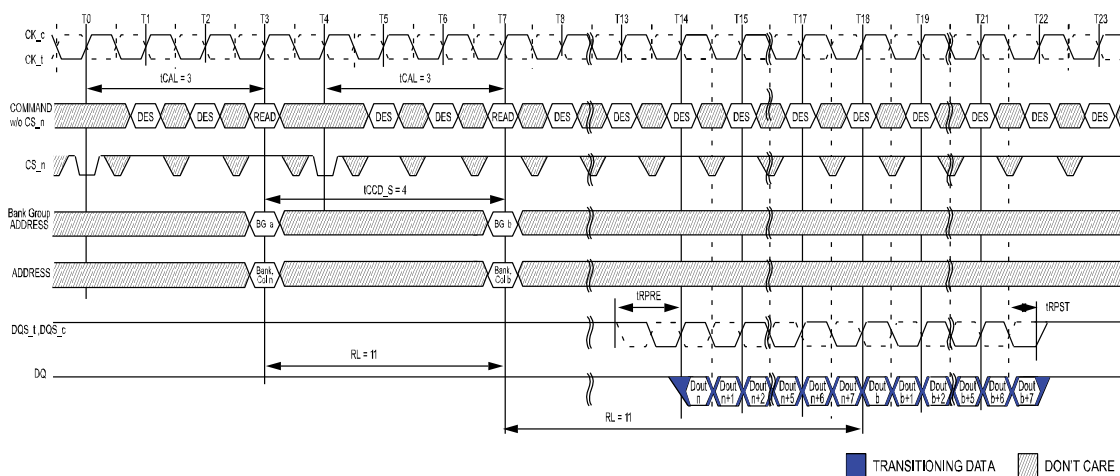 T0 T1 T2 T3 T4 T5 T6 T7 T8 T13 T14 T15 T17 T18 T19 T21 T22 T23
CK_c
CK_t
tCAL = 3 tCAL = 3
COMMAND
w/o CS_n
DES DES READ DES DES READ DES DES DES DES DES DES DES DES DES DES
CS_n
tCCD_S = 4
Bank Group
ADDRESS
BG a BG b
ADDRESS
Bank, Bank,
Col n Col b
tRPRE tRPST
DQS_t ,DQS_c
RL = 11
DQ
Dout Dout Dout Dout Dout Dout Dout Dout Dout Dout Dout Dout
n n+1 n+2 n+5 n+6 n+7 b b+1 b+2 b+5 b+6 b+7
RL = 11
TRANSITIONING DATA DON'T CARE